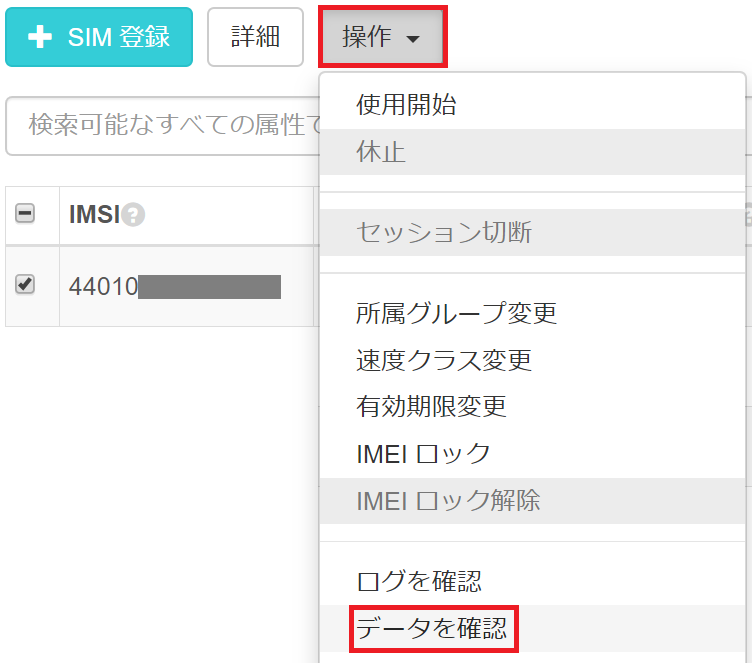 SIM 登録
詳細
操作
検索可能なすべての属性で
使用開始
休止
セッション切断
IMSI
44010
所属グループ変更
速度クラス変更
有効期限変更
IMEI ロック
IMEI ロック解除
ログを確認
データを確認